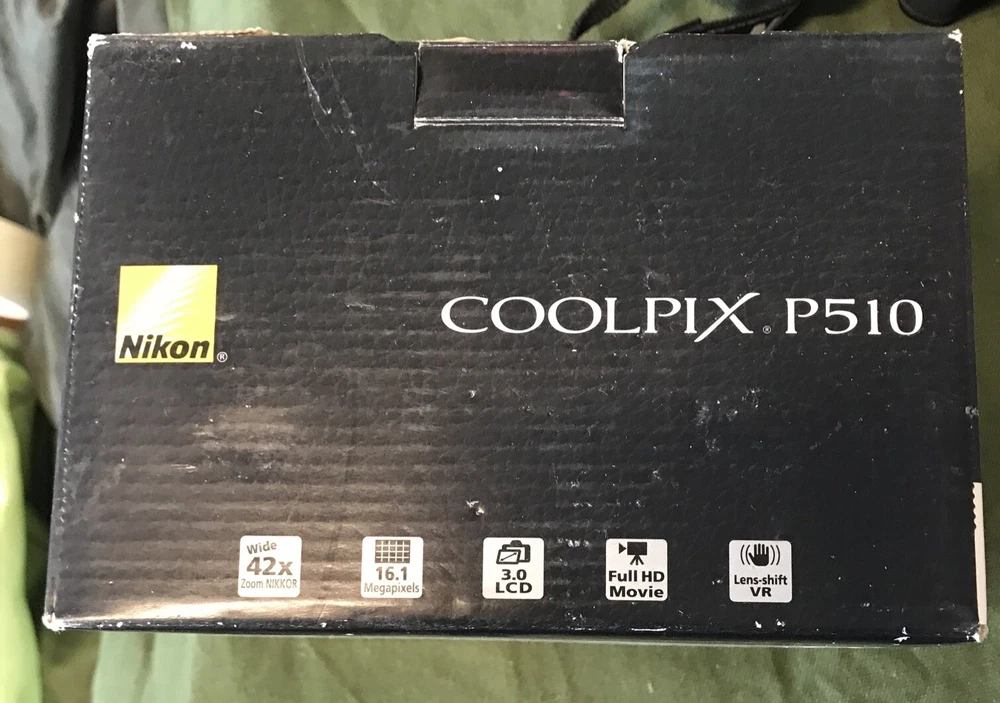 Nikon®
COOLPIX® P510
Wide
42x
Zoom NIKKOR
16.1
Megapixels
3.0
LCD
Full HD
Movie
Lens-shift
VR